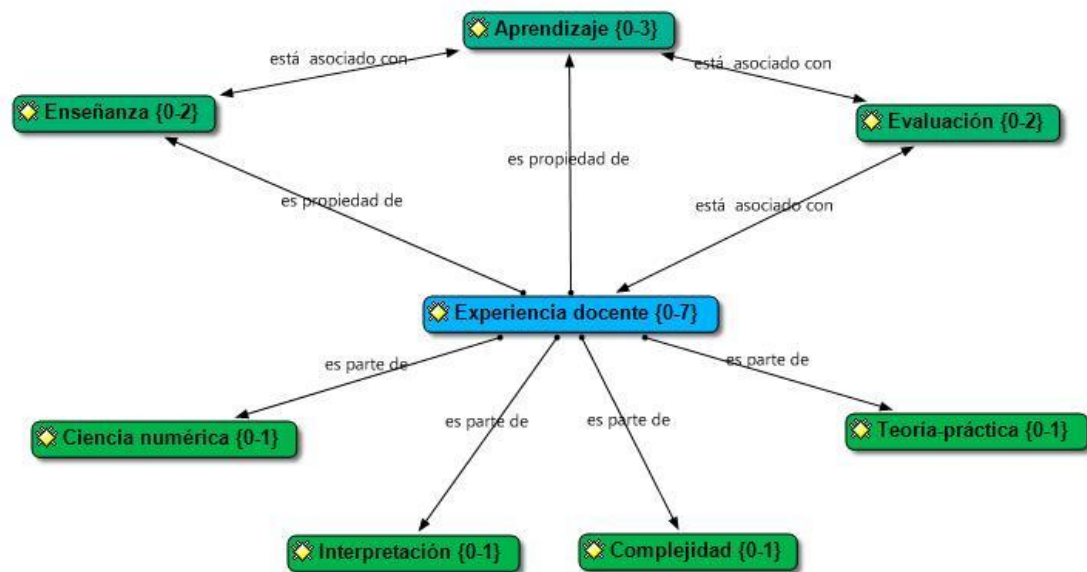 Aprendizaje {0-3}
está  asociado con
está  asociado con
Enseñanza {0-2}
Evaluación {0-2}
es propiedad de
es propiedad de
está  asociado con
Experiencia docente {0-7}
es parte de
es parte de
es parte de
es parte de
Ciencia numérica {0-1}
Teoría-práctica {0-1}
Interpretación {0-1}
Complejidad {0-1}